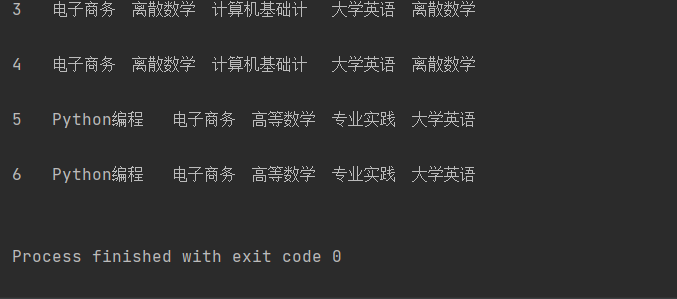 3 电子商务 离散数学 计算机基础计 大学英语 离散数学
4 电子商务 离散数学 计算机基础计 大学英语 离散数学
5 Python编程 电子商务 高等数学 专业实践 大学英语
6 Python编程 电子商务 高等数学 专业实践 大学英语
Process finished with exit code 0